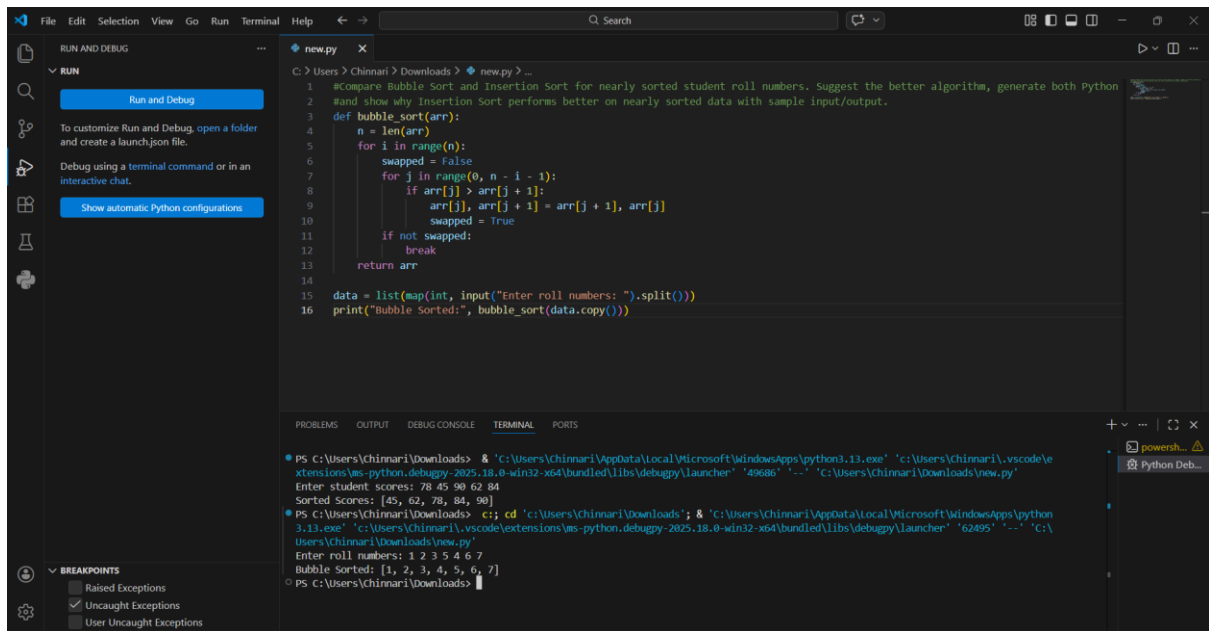 File Edit Selection View Go Run Terminal Help
Search
RUN AND DEBUG
RUN
Run and Debug
To customize Run and Debug, open a folder
and create a launch.json file.
Debug using a terminal command or in an
interactive chat.
Show automatic Python configurations
new.py
C: > Users > Chinnari > Downloads > new.py > ...
1 #Compare Bubble Sort and Insertion Sort for nearly sorted student roll numbers. Suggest the better algorithm, generate both Python
2 #and show why Insertion Sort performs better on nearly sorted data with sample input/output.
3 def bubble_sort(arr):
4     n = len(arr)
5     for i in range(n):
6         swapped = False
7         for j in range(0, n - i - 1):
8             if arr[j] > arr[j + 1]:
9                 arr[j], arr[j + 1] = arr[j + 1], arr[j]
10                 swapped = True
11         if not swapped:
12             break
13     return arr
14
15 data = list(map(int, input("Enter roll numbers: ").split()))
16 print("Bubble Sorted:", bubble_sort(data.copy()))
PROBLEMS OUTPUT DEBUG CONSOLE TERMINAL PORTS
PS C:\Users\Chinnari\Downloads> & 'C:\Users\Chinnari\AppData\Local\Microsoft\WindowsApps\python3.13.exe' 'c:\Users\Chinnari\.vscode\e
xtensions\ms-python.debugpy-2025.18.0-win32-x64\bundled\libs\debugpy\launcher' '49686' '--' 'C:\Users\Chinnari\Downloads\new.py'
Enter student scores: 78 45 90 62 84
Sorted Scores: [45, 62, 78, 84, 90]
PS C:\Users\Chinnari\Downloads> c:; cd 'c:\Users\Chinnari\Downloads'; & 'C:\Users\Chinnari\AppData\Local\Microsoft\WindowsApps\python
3.13.exe' 'c:\Users\Chinnari\.vscode\extensions\ms-python.debugpy-2025.18.0-win32-x64\bundled\libs\debugpy\launcher' '62495' '--' 'C:\
Users\Chinnari\Downloads\new.py'
Enter roll numbers: 1 2 3 5 4 6 7
Bubble Sorted: [1, 2, 3, 4, 5, 6, 7]
PS C:\Users\Chinnari\Downloads>
powersh...
Python Deb...
BREAKPOINTS
Raised Exceptions
Uncaught Exceptions
User Uncaught Exceptions